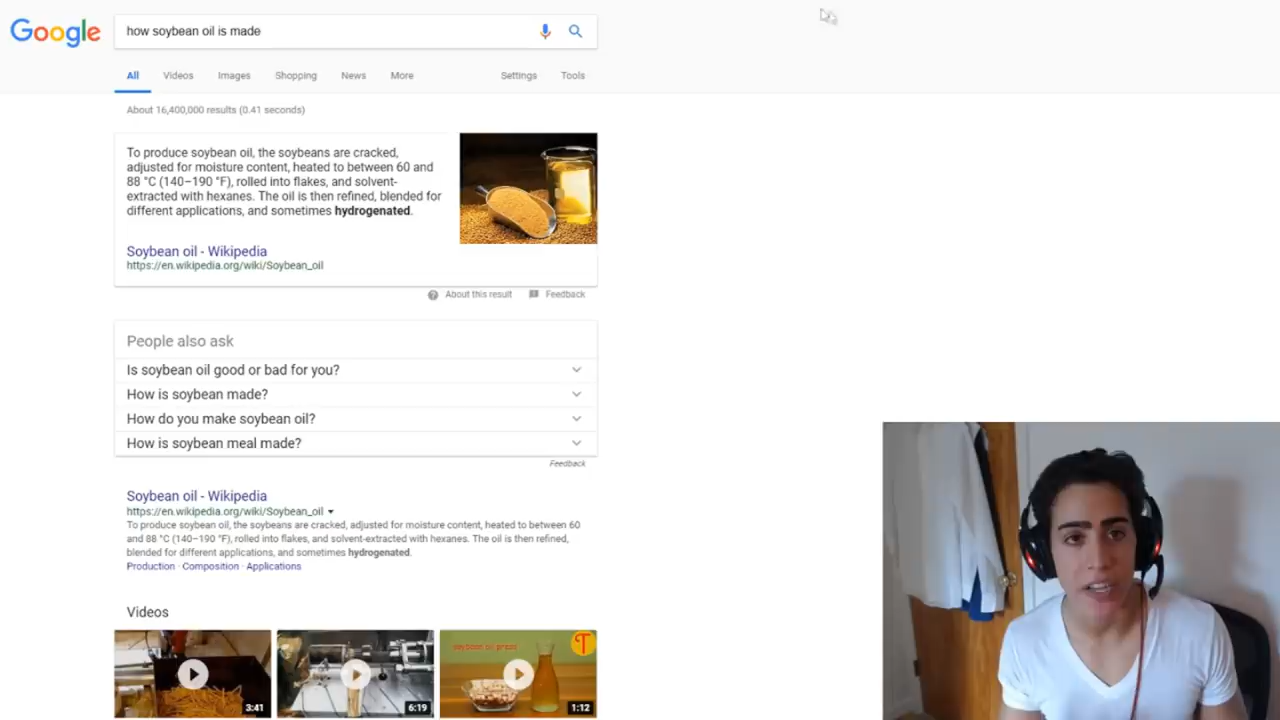 Google
how soybean oil is made
All Videos Images Shopping News More Settings Tools
About 16,400,000 results (0.41 seconds)
To produce soybean oil, the soybeans are cracked,
adjusted for moisture content, heated to between 60 and
88 °C (140–190 °F), rolled into flakes, and solvent-
extracted with hexanes. The oil is then refined, blended for
different applications, and sometimes hydrogenated.
Soybean oil - Wikipedia
https://en.wikipedia.org/wiki/Soybean_oil
About this result Feedback
People also ask
Is soybean oil good or bad for you?
How is soybean made?
How do you make soybean oil?
How is soybean meal made?
Feedback
Soybean oil - Wikipedia
https://en.wikipedia.org/wiki/Soybean_oil
To produce soybean oil, the soybeans are cracked, adjusted for moisture content, heated to between 60
and 88 °C (140–190 °F), rolled into flakes, and solvent-extracted with hexanes. The oil is then refined,
blended for different applications, and sometimes hydrogenated.
Production · Composition · Applications
Videos
soybean oil press
T
3:41
6:19
1:12